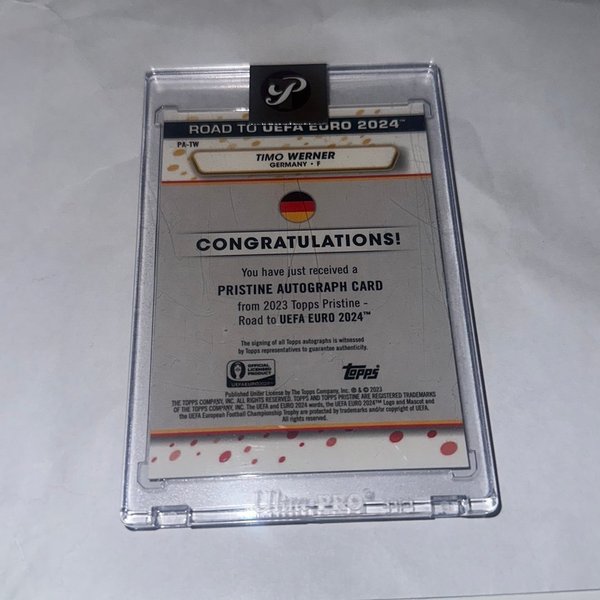 P
ROAD TO UEFA EURO 2024™
PA-TW
TIMO WERNER
GERMANY • F
CONGRATULATIONS!
You have just received a
PRISTINE AUTOGRAPH CARD
from 2023 Topps Pristine -
Road to UEFA EURO 2024™
The signing of all Topps autographs is witnessed
by Topps representatives to guarantee authenticity.
OFFICIAL
LICENSED
PRODUCT
UEFA EURO 2024
topps
Published Under License by The Topps Company, Inc. ® & © 2023
THE TOPPS COMPANY, INC. ALL RIGHTS RESERVED. TOPPS AND TOPPS PRISTINE ARE REGISTERED TRADEMARKS
OF THE TOPPS COMPANY, INC. The UEFA and EURO 2024 words, the UEFA EURO 2024™ Logo and Mascot and
the UEFA European Football Championship Trophy are protected by trademarks and/or copyright of UEFA.
All rights reserved.
Ultra·PRO